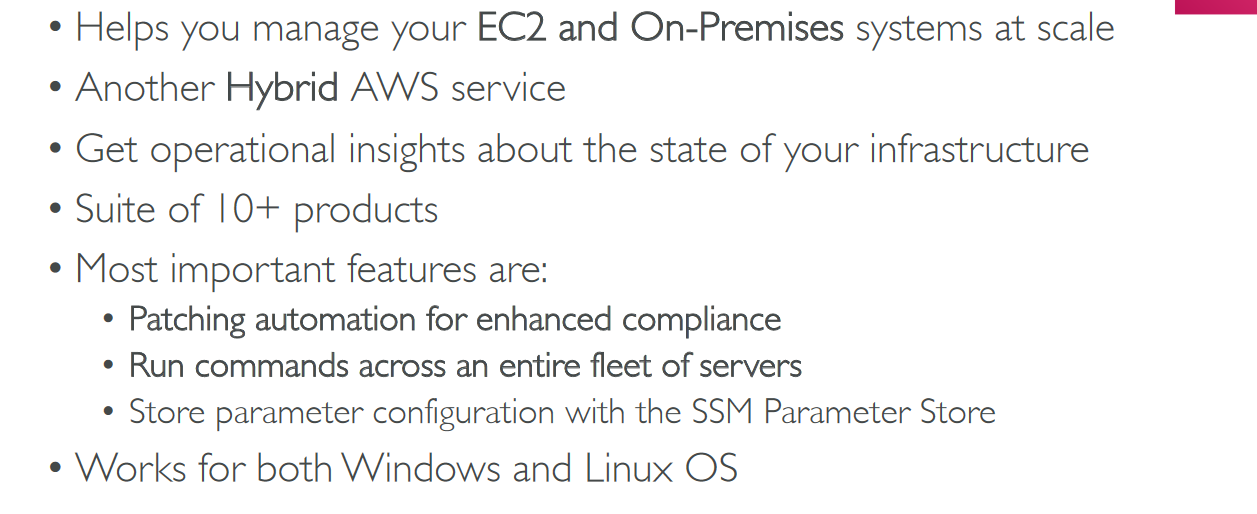 • Helps you manage your EC2 and On-Premises systems at scale
• Another Hybrid AWS service
• Get operational insights about the state of your infrastructure
• Suite of 10+ products
• Most important features are:
• Patching automation for enhanced compliance
• Run commands across an entire fleet of servers
• Store parameter configuration with the SSM Parameter Store
• Works for both Windows and Linux OS